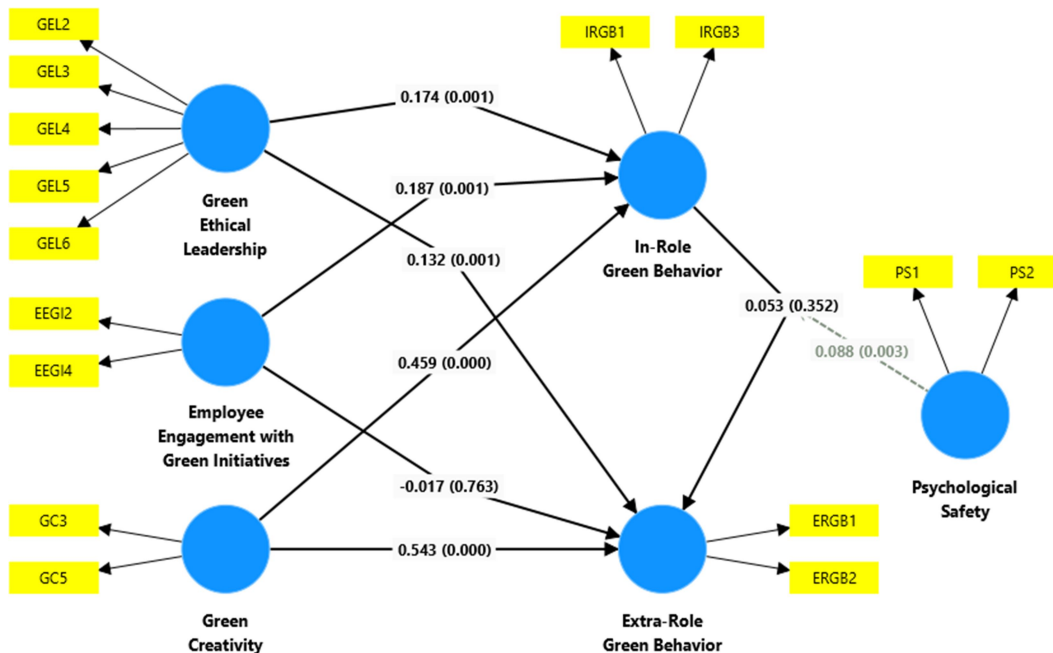 GEL2
GEL3
GEL4
GEL5
GEL6
Green
Ethical
Leadership
EEGI2
EEGI4
Employee
Engagement with
Green Initiatives
GC3
GC5
Green
Creativity
0.174 (0.001)
0.187 (0.001)
0.132 (0.001)
0.459 (0.000)
-0.017 (0.763)
0.543 (0.000)
IRGB1
IRGB3
In-Role
Green Behavior
0.053 (0.352)
0.088 (0.003)
PS1
PS2
Psychological
Safety
ERGB1
ERGB2
Extra-Role
Green Behavior